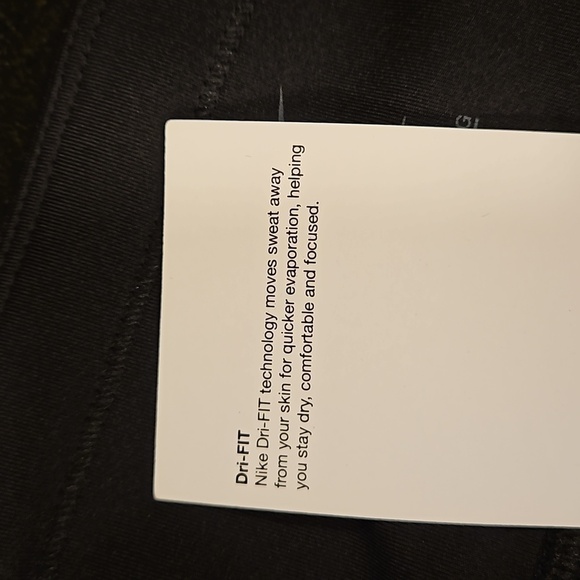 Dri-FIT
Nike Dri-FIT technology moves sweat away
from your skin for quicker evaporation, helping
you stay dry, comfortable and focused.
G